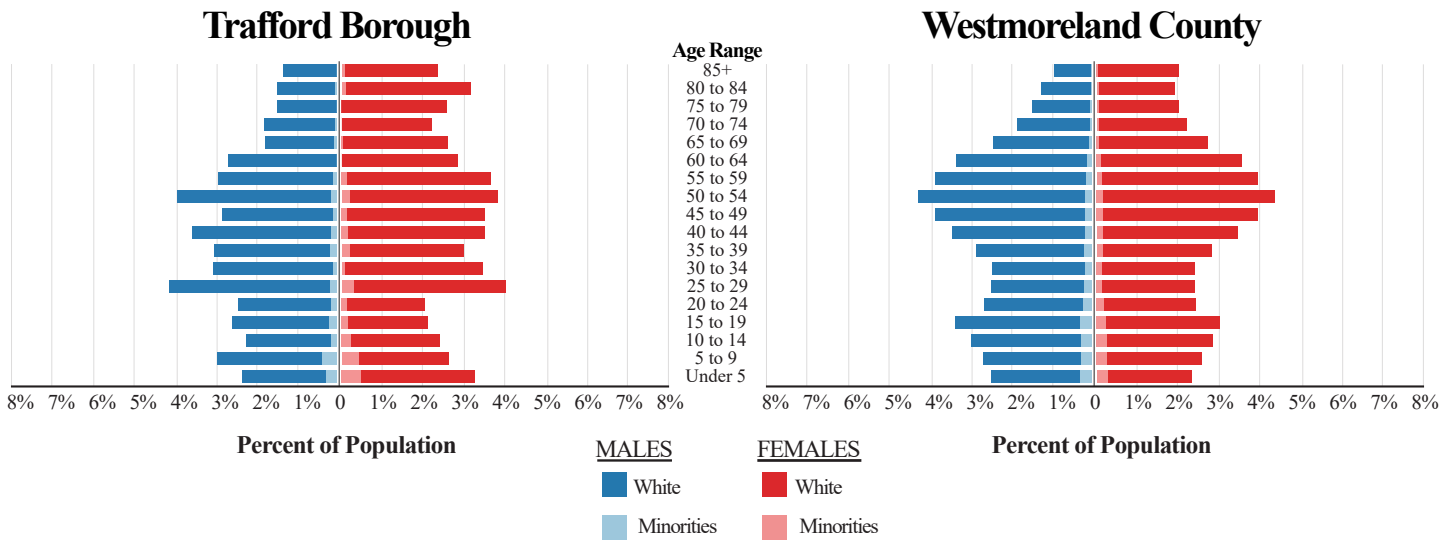 Trafford Borough
Westmoreland County
Age Range
85+
80 to 84
75 to 79
70 to 74
65 to 69
60 to 64
55 to 59
50 to 54
45 to 49
40 to 44
35 to 39
30 to 34
25 to 29
20 to 24
15 to 19
10 to 14
5 to 9
Under 5
8% 7% 6% 5% 4% 3% 2% 1% 0 1% 2% 3% 4% 5% 6% 7% 8%
8% 7% 6% 5% 4% 3% 2% 1% 0 1% 2% 3% 4% 5% 6% 7% 8%
Percent of Population
Percent of Population
MALES
White
Minorities
FEMALES
White
Minorities